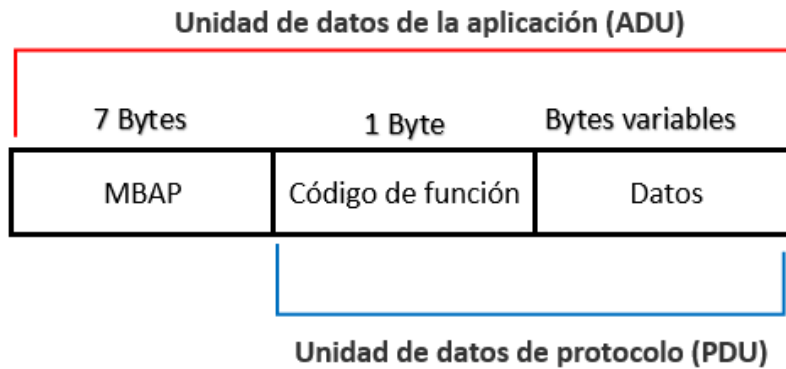 Unidad de datos de la aplicación (ADU)
7 Bytes
1 Byte
Bytes variables
MBAP
Código de función
Datos
Unidad de datos de protocolo (PDU)